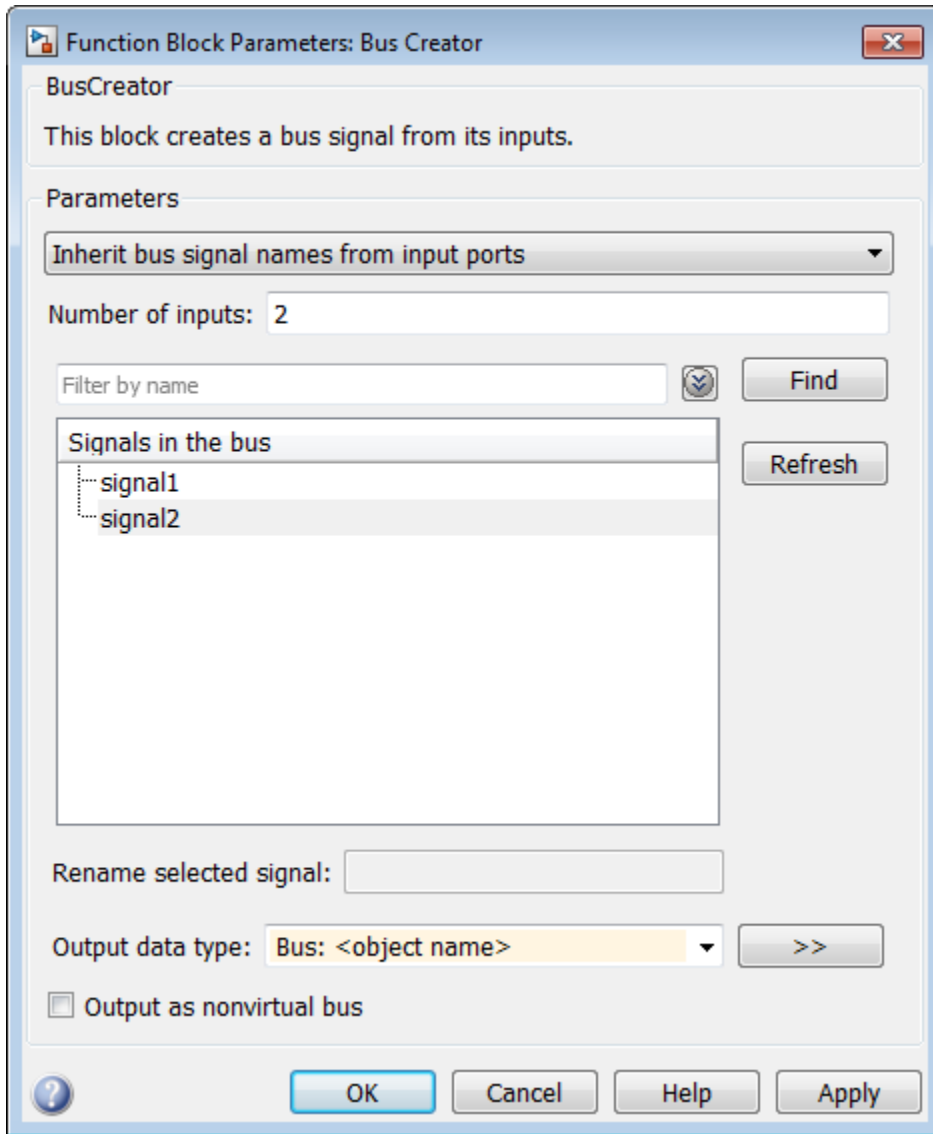 Function Block Parameters: Bus Creator
BusCreator
This block creates a bus signal from its inputs.
Parameters
Inherit bus signal names from input ports
Number of inputs: 2
Filter by name
Find
Signals in the bus
Refresh
signal1
signal2
Rename selected signal:
Output data type: Bus: <object name> >>
Output as nonvirtual bus
? OK Cancel Help Apply